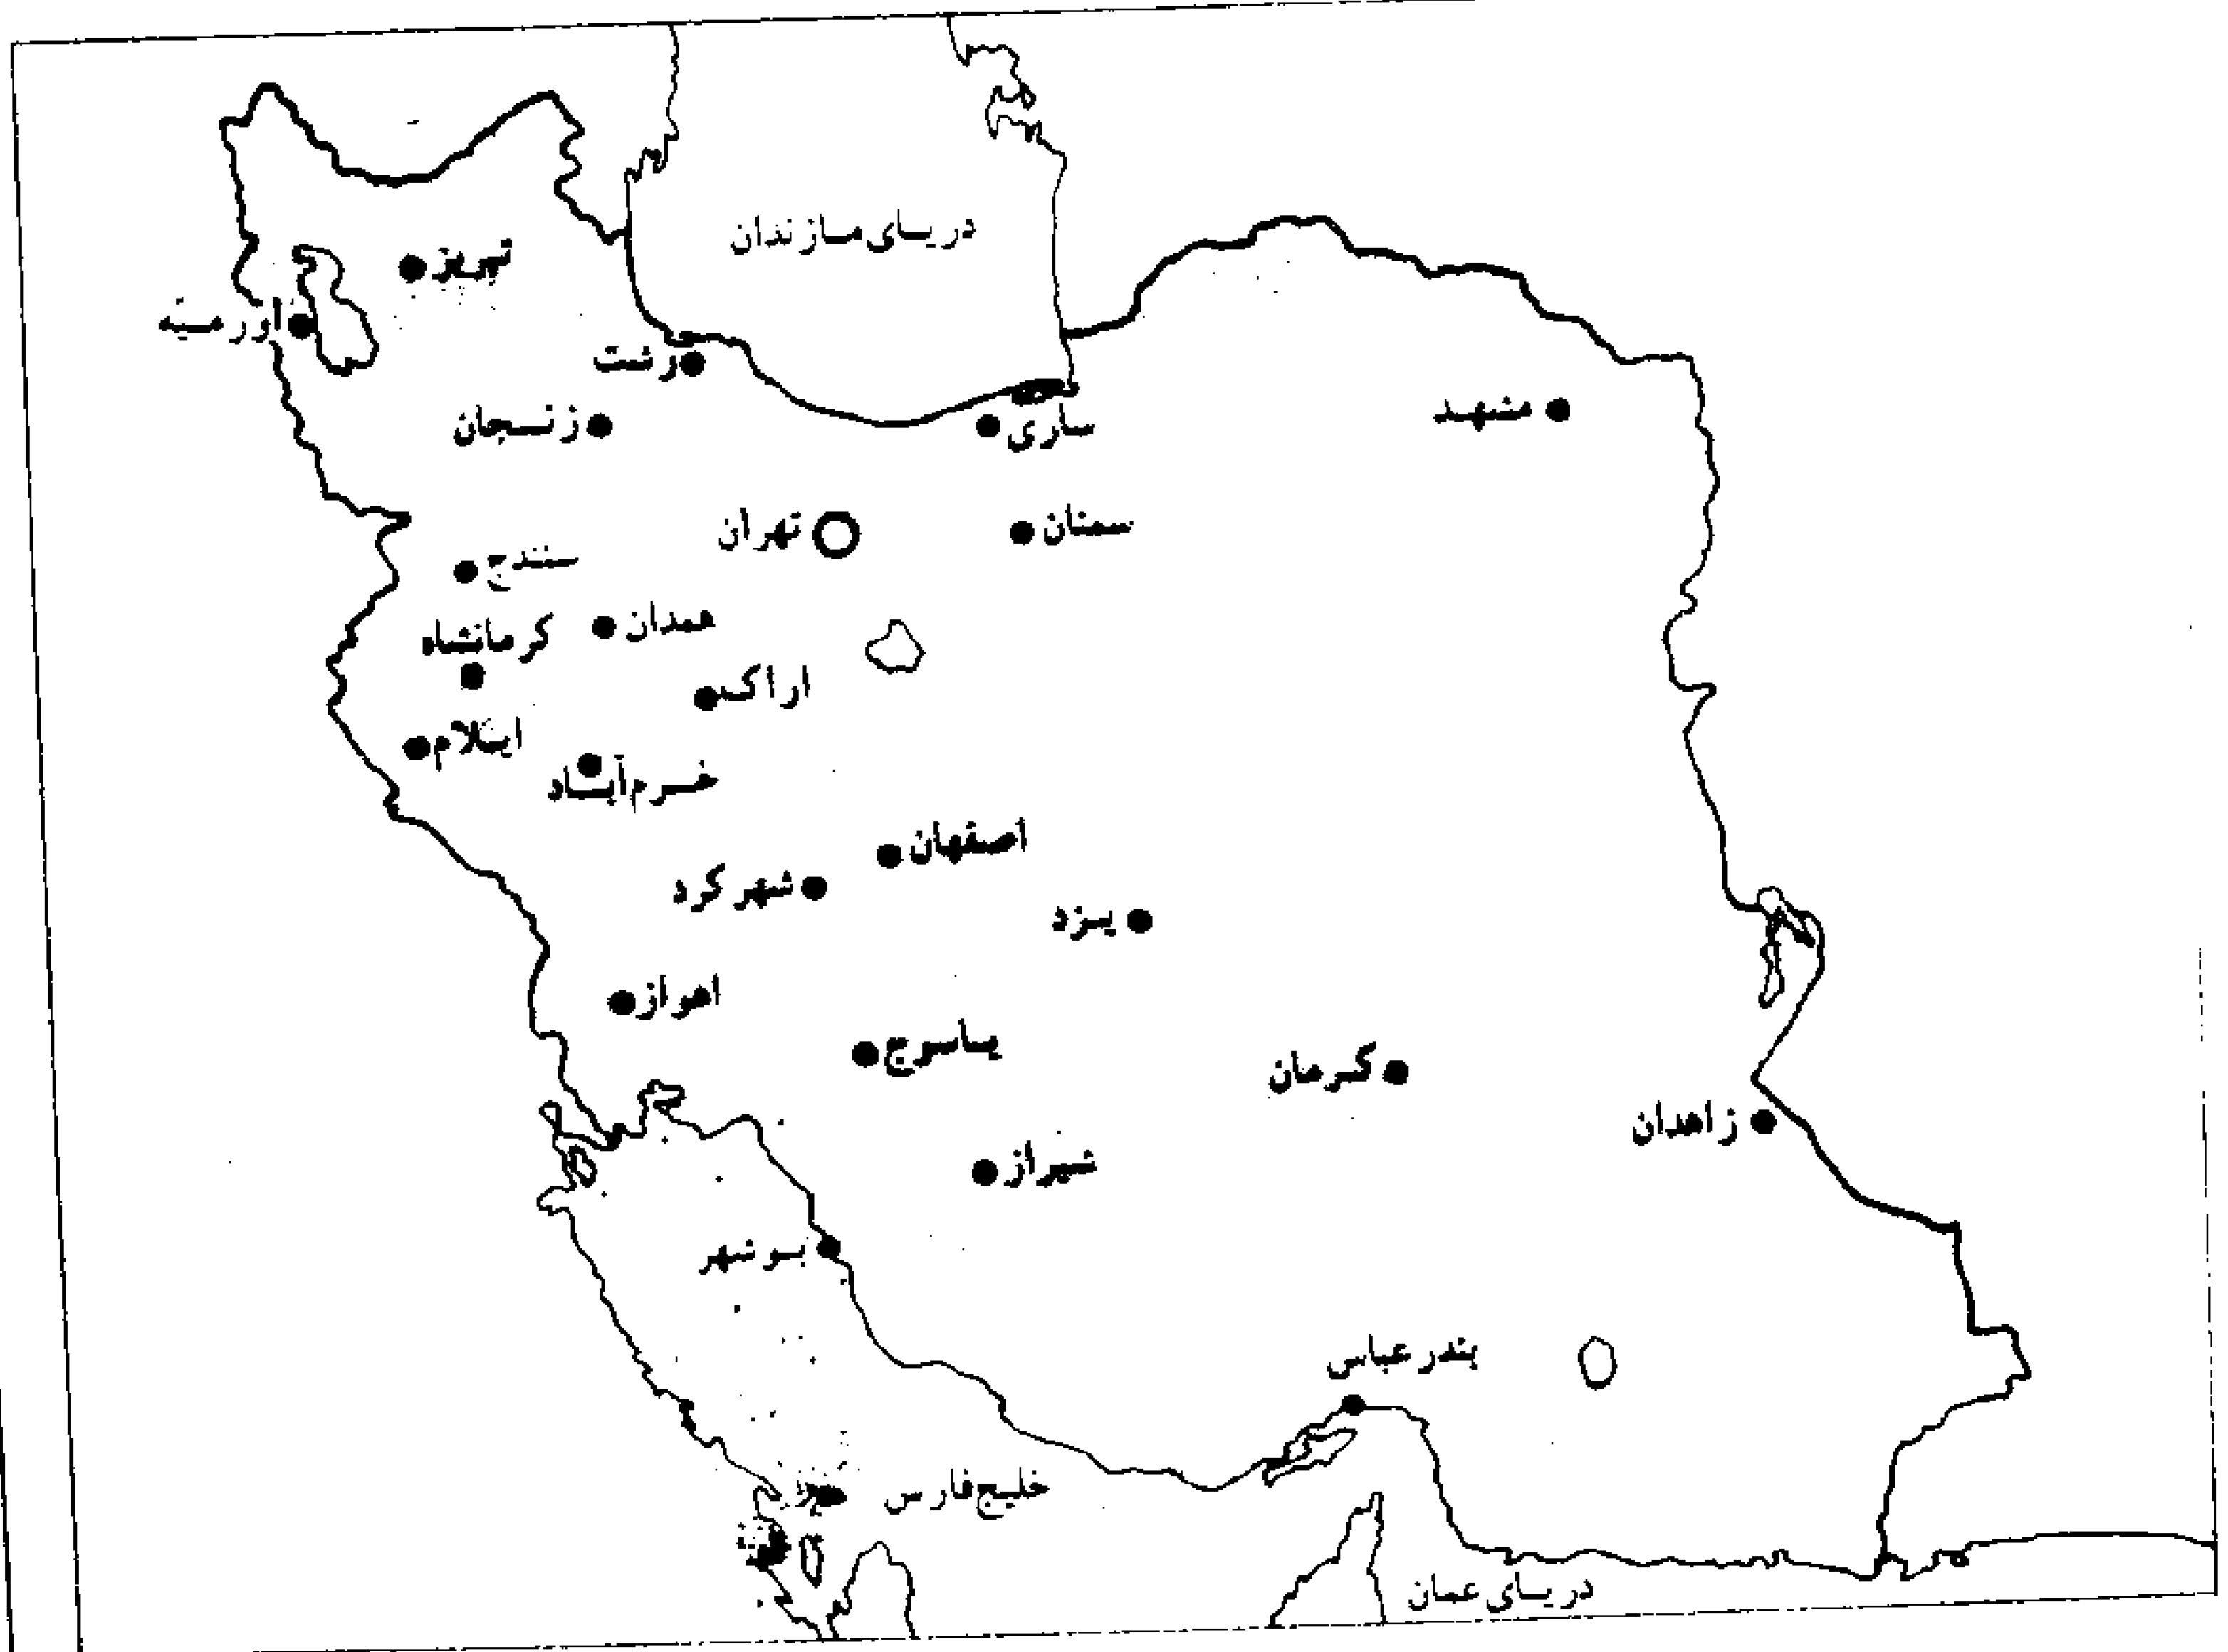 دریای مازندران
تبریز
اورمیه
رشت
زنجان
ساری
مشهد
تهران
سمنان
سنندج
همدان
کرمانشاه
اراک
ایلام
خرم‌آباد
اصفهان
شهرکرد
یزد
اهواز
یاسوج
کرمان
زاهدان
شیراز
بوشهر
بندرعباس
خلیج‌فارس
دریای عمان